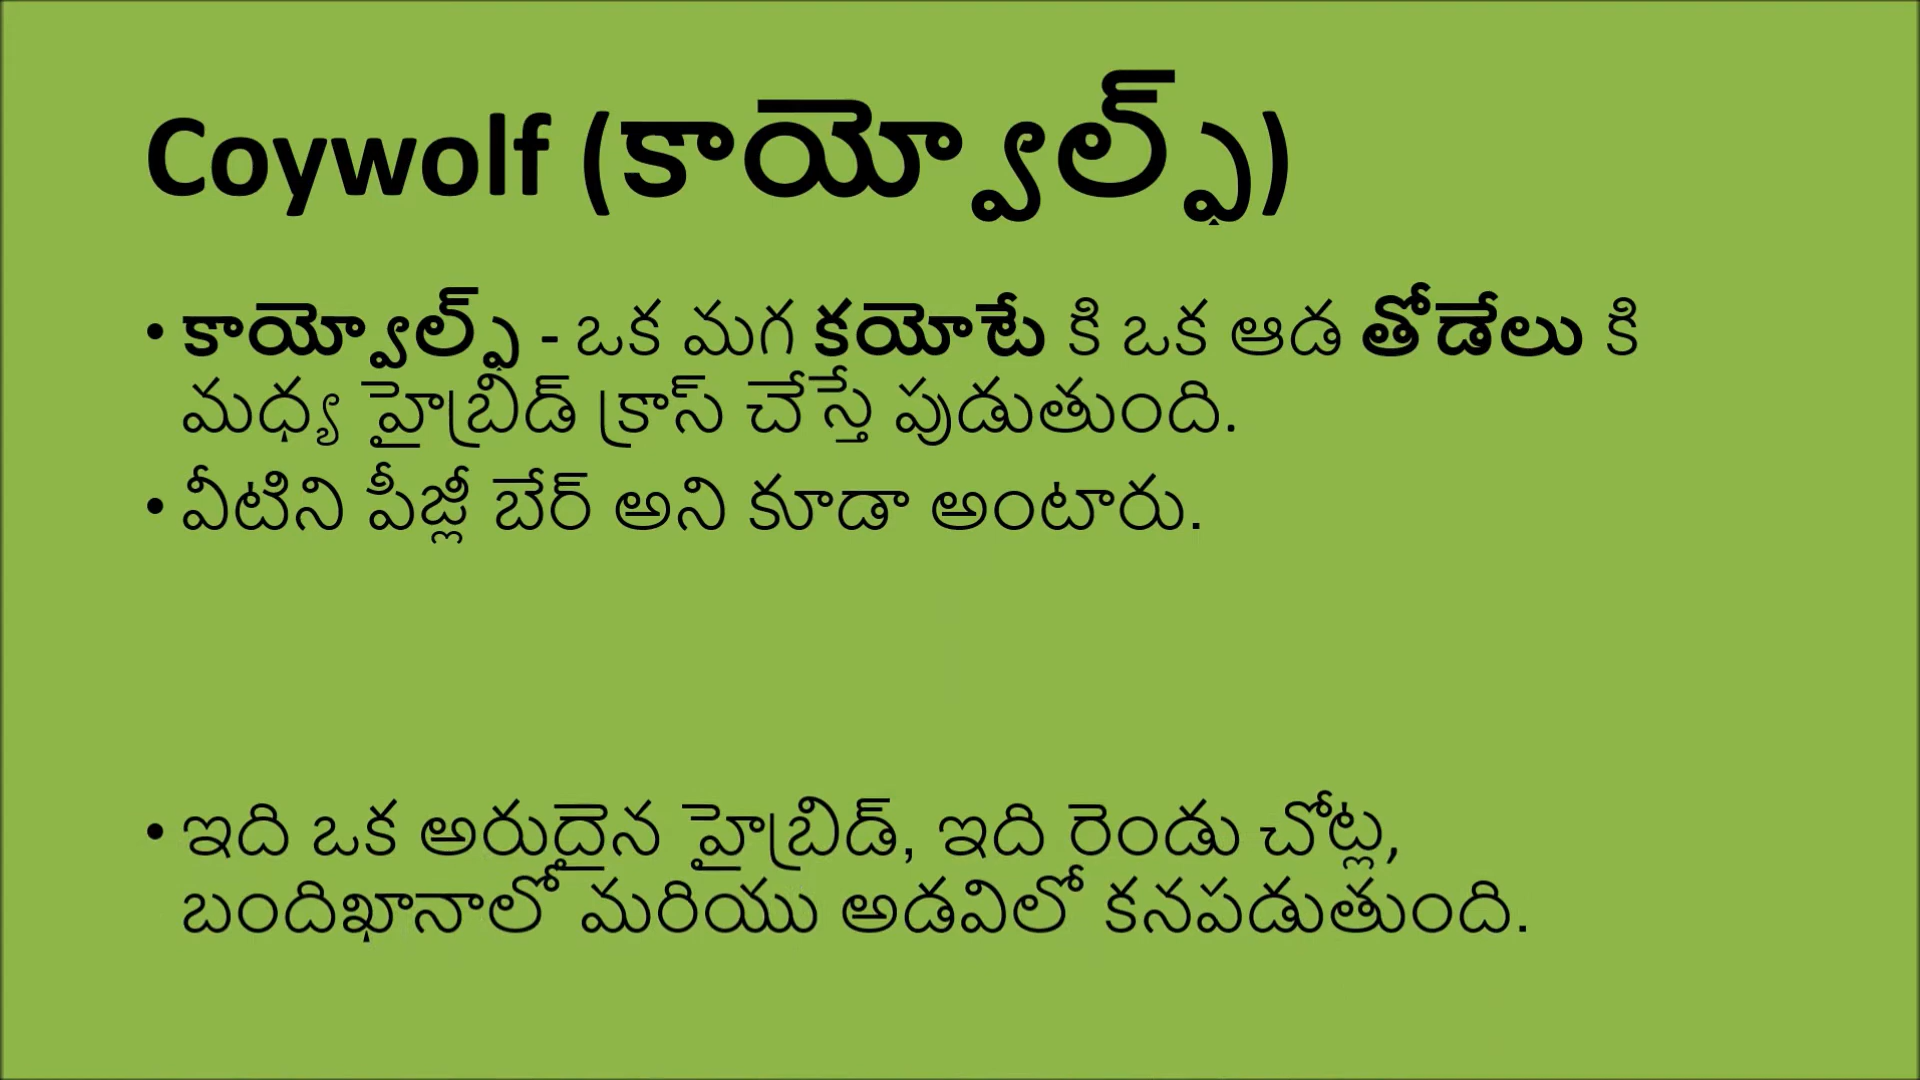 Coywolf (కాయ్వోల్ఫ్)
• కాయ్వోల్ఫ్ - ఒక మగ కయోటే కి ఒక ఆడ తోడేలు కి
మధ్య హైబ్రిడ్ క్రాస్ చేస్తే పుడుతుంది.
• వీటిని పీజ్లీ బేర్ అని కూడా అంటారు.
• ఇది ఒక అరుదైన హైబ్రిడ్, ఇది రెండు చోట్ల,
బందిఖానాలో మరియు అడవిలో కనపడుతుంది.